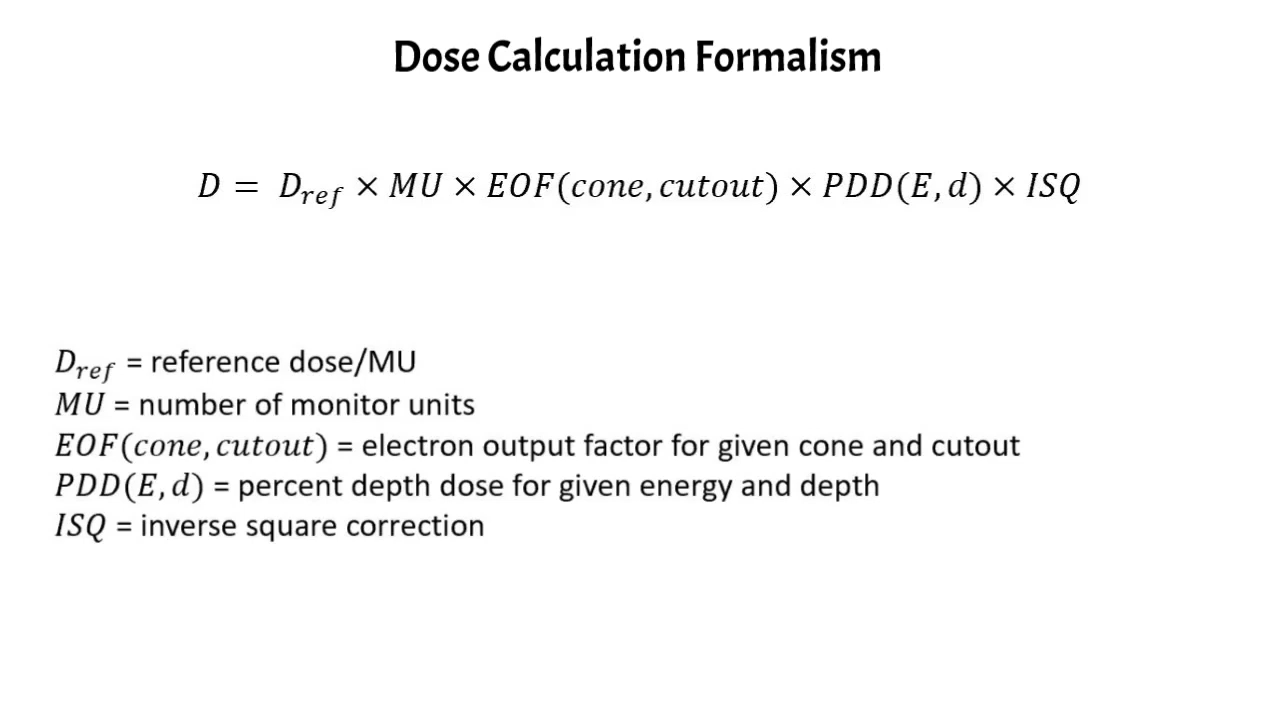 Dose Calculation Formalism
D = D_ref × MU × EOF(cone, cutout) × PDD(E, d) × ISQ
D_ref = reference dose/MU
MU = number of monitor units
EOF(cone, cutout) = electron output factor for given cone and cutout
PDD(E, d) = percent depth dose for given energy and depth
ISQ = inverse square correction